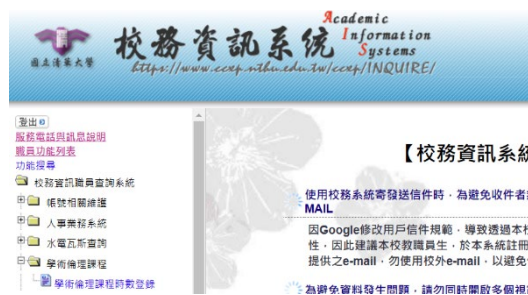 國立清華大學
校務資訊系統
Academic
Information
Systems
https://www.ccxp.nthu.edu.tw/ccxp/INQUIRE/
登出
服務電話與訊息說明
職員功能列表
功能搜尋
校務資訊職員查詢系統
帳號相關維護
人事業務系統
水電瓦斯查詢
學術倫理課程
學術倫理課程時數登錄
【校務資訊系統
使用校務系統寄發送信件時，為避免收件者
MAIL
因Google修改用戶信件規範，導致透過本校
性，因此建議本校教職員生，於本系統註冊
提供之e-mail，勿使用校外e-mail，以避免
為避免資料發生問題，請勿同時開啟多個視